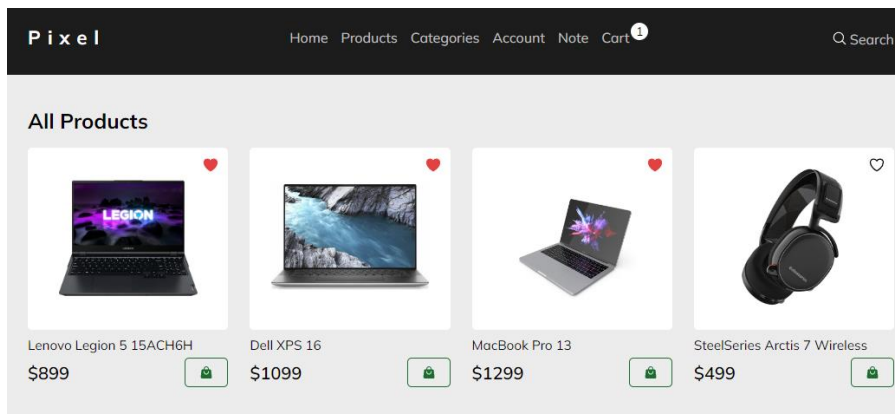 Pixel
Home Products Categories Account Note Cart 1
Search
All Products
LEGION
Lenovo Legion 5 15ACH6H
Dell XPS 16
MacBook Pro 13
SteelSeries Arctis 7 Wireless
$899
$1099
$1299
$499